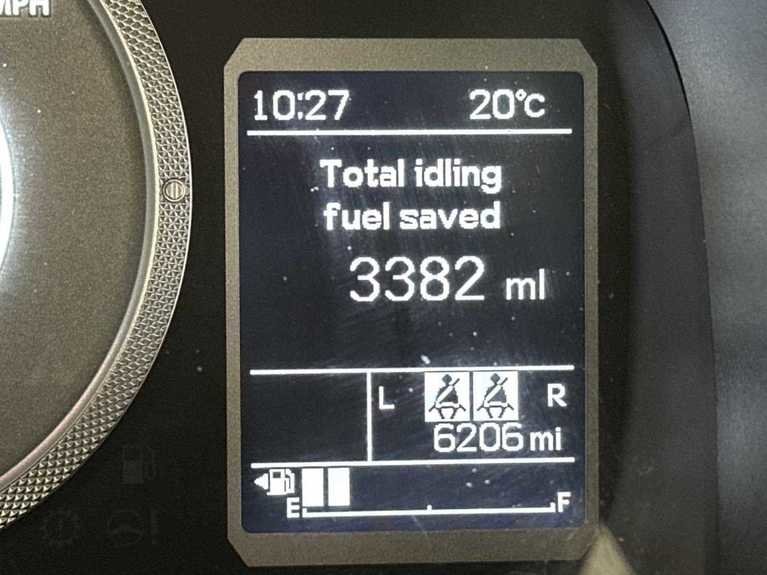 MPH
10:27 20°c
Total idling
fuel saved
3382 ml
L R
6206 mi
E F